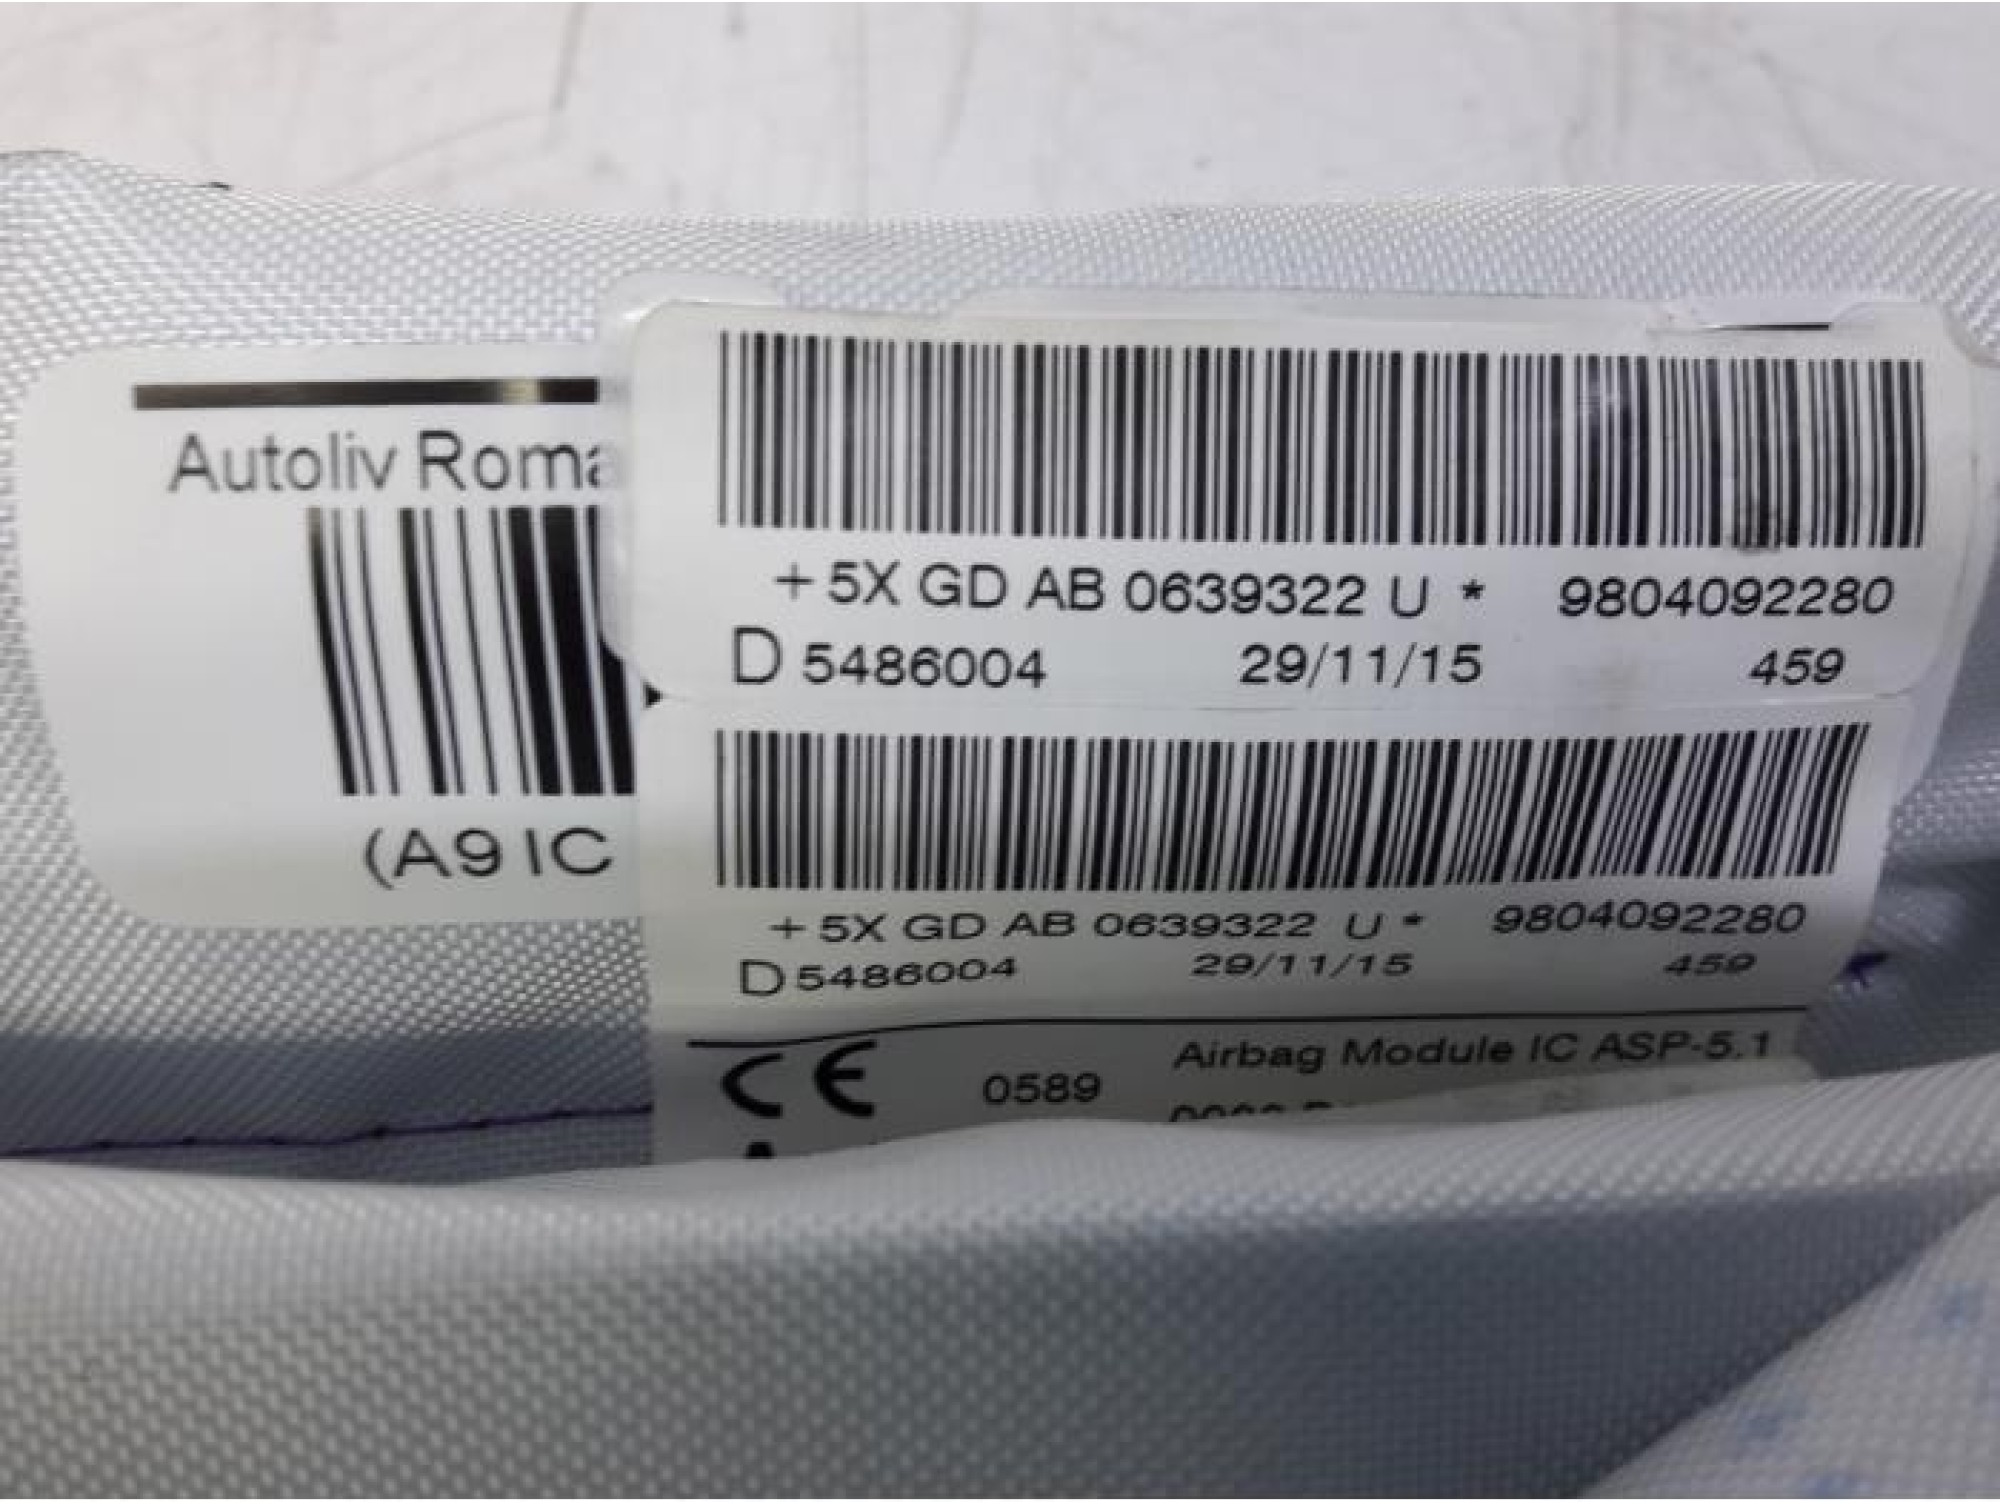 Autoliv
(A9 IC
+5X GD AB 0639322 U * 9804092280
D 5486004 29/11/15 459
+5X GD AB 0639322 U * 9804092280
D 5486004 29/11/15 459
CE 0589 Airbag Module IC ASP-5.1